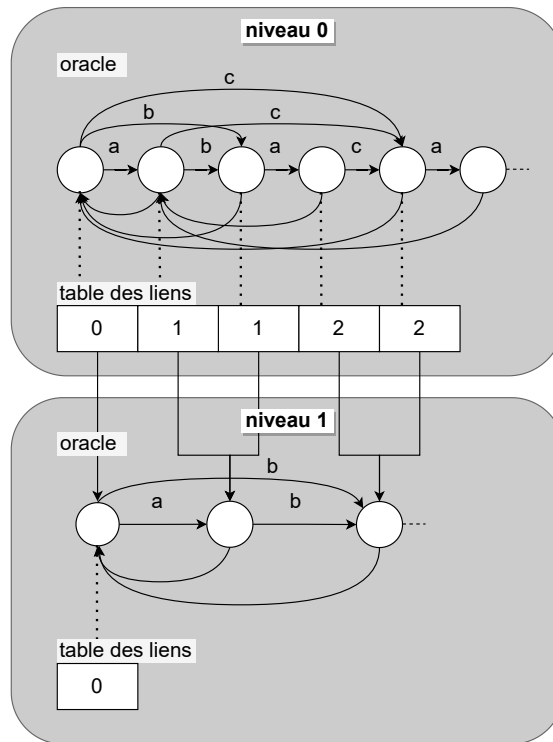 niveau 0
oracle
c
b c
a b a c a
table des liens
0 1 1 2 2
niveau 1
oracle
b
a b
table des liens
0